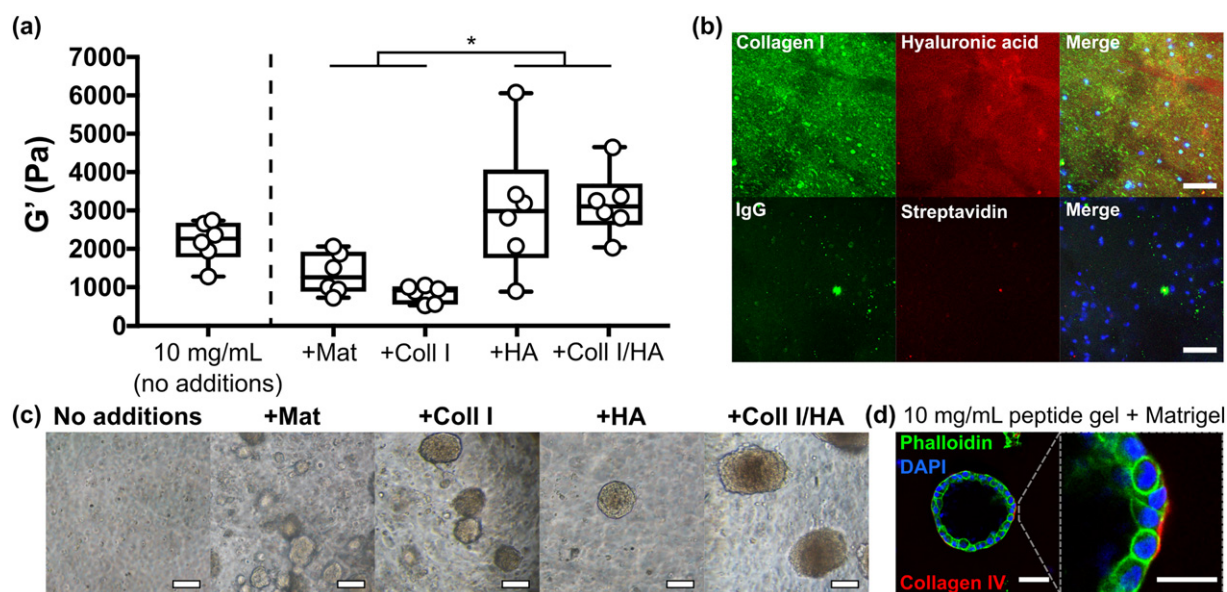 (a)
7000
6000
5000
4000
3000
2000
1000
0
G' (Pa)
*
10 mg/mL
(no additions)
+Mat
+Coll I
+HA
+Coll I/HA
(b)
Collagen I
Hyaluronic acid
Merge
IgG
Streptavidin
Merge
(c)
No additions
+Mat
+Coll I
+HA
+Coll I/HA
(d)
10 mg/mL peptide gel + Matrigel
Phalloidin
DAPI
Collagen IV